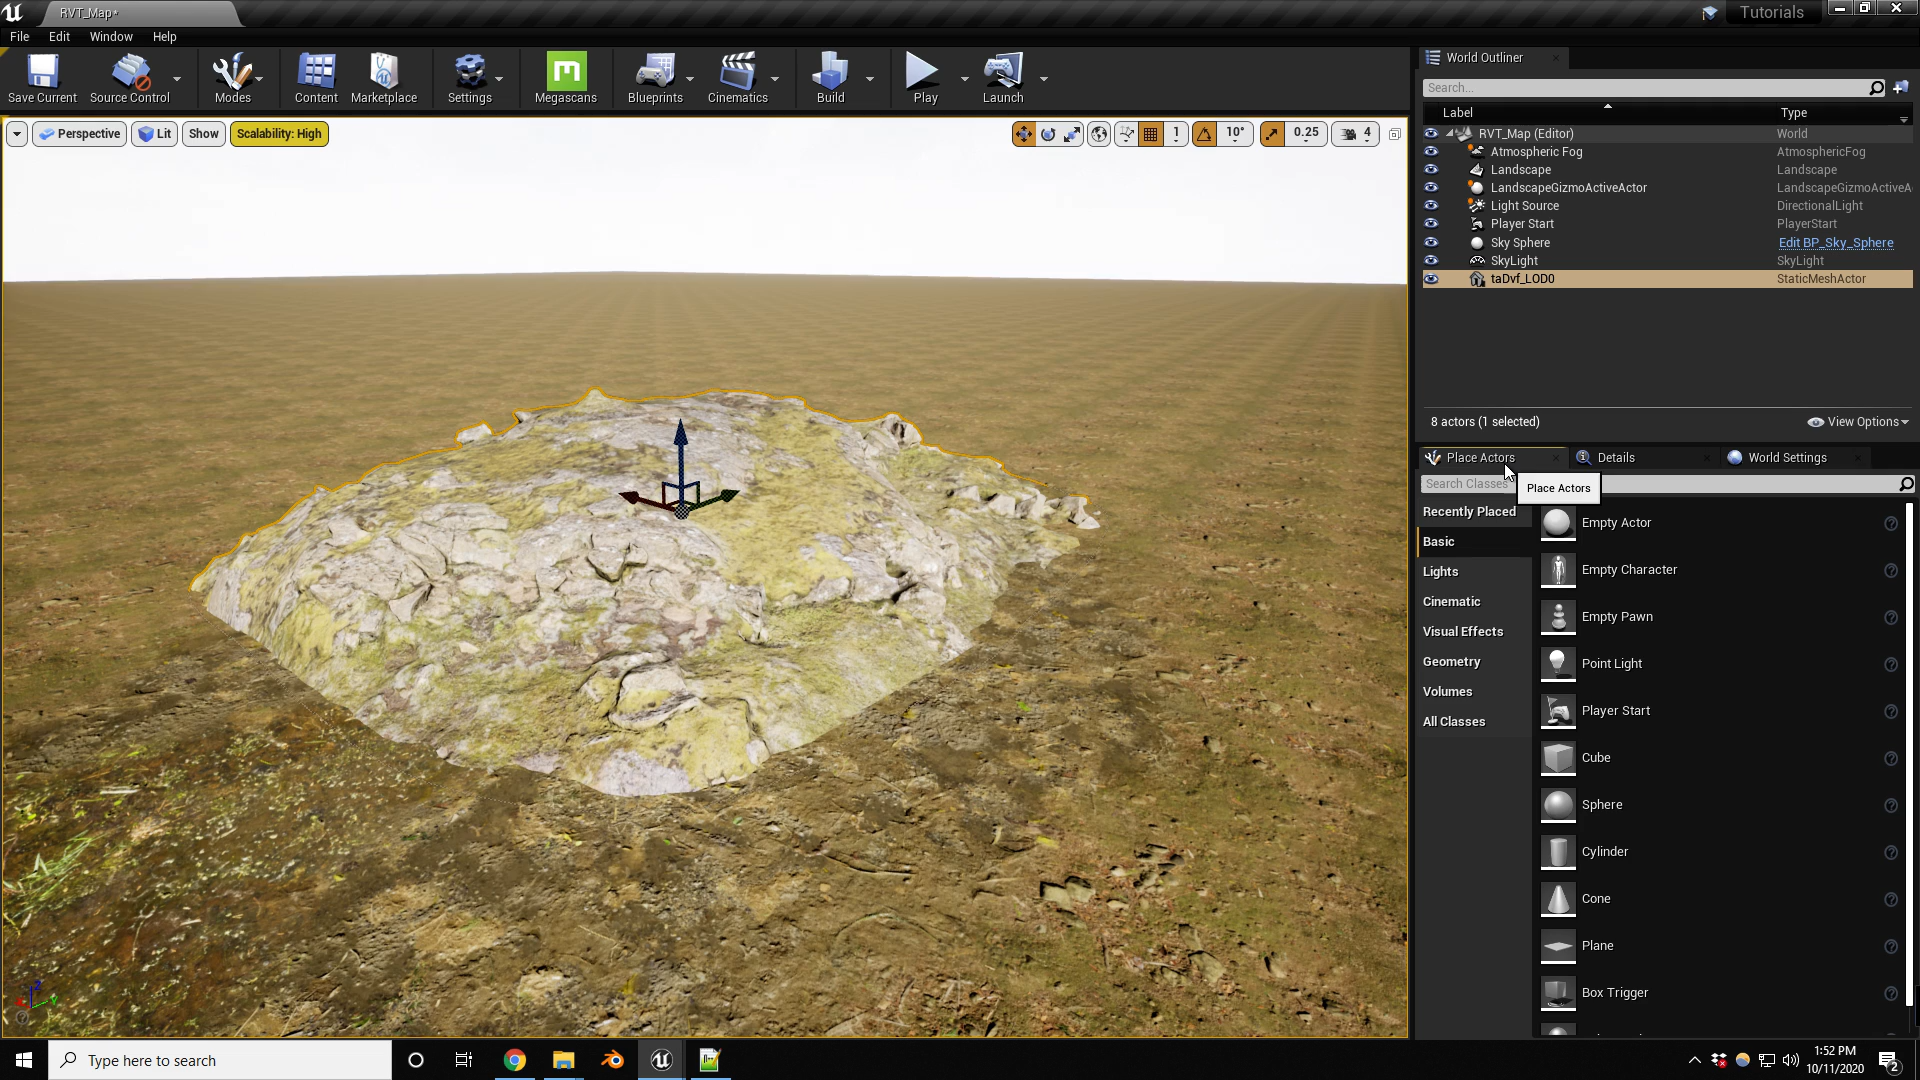 RVT_Map*
Tutorials
File Edit Window Help
Save Current Source Control Modes Content Marketplace Settings Megascans Blueprints Cinematics Build Play Launch
Perspective Lit Show Scalability: High
1 10° 0.25 4
World Outliner
Search...
Label Type
RVT_Map (Editor) World
Atmospheric Fog AtmosphericFog
Landscape Landscape
LandscapeGizmoActiveActor LandscapeGizmoActiveA
Light Source DirectionalLight
Player Start PlayerStart
Sky Sphere Edit BP_Sky_Sphere
SkyLight SkyLight
taDvf_LOD0 StaticMeshActor
8 actors (1 selected) View Options
Place Actors Details World Settings
Search Classes
Place Actors
Recently Placed
Basic
Lights
Cinematic
Visual Effects
Geometry
Volumes
All Classes
Empty Actor
Empty Character
Empty Pawn
Point Light
Player Start
Cube
Sphere
Cylinder
Cone
Plane
Box Trigger
Type here to search
1:52 PM
10/11/2020
2